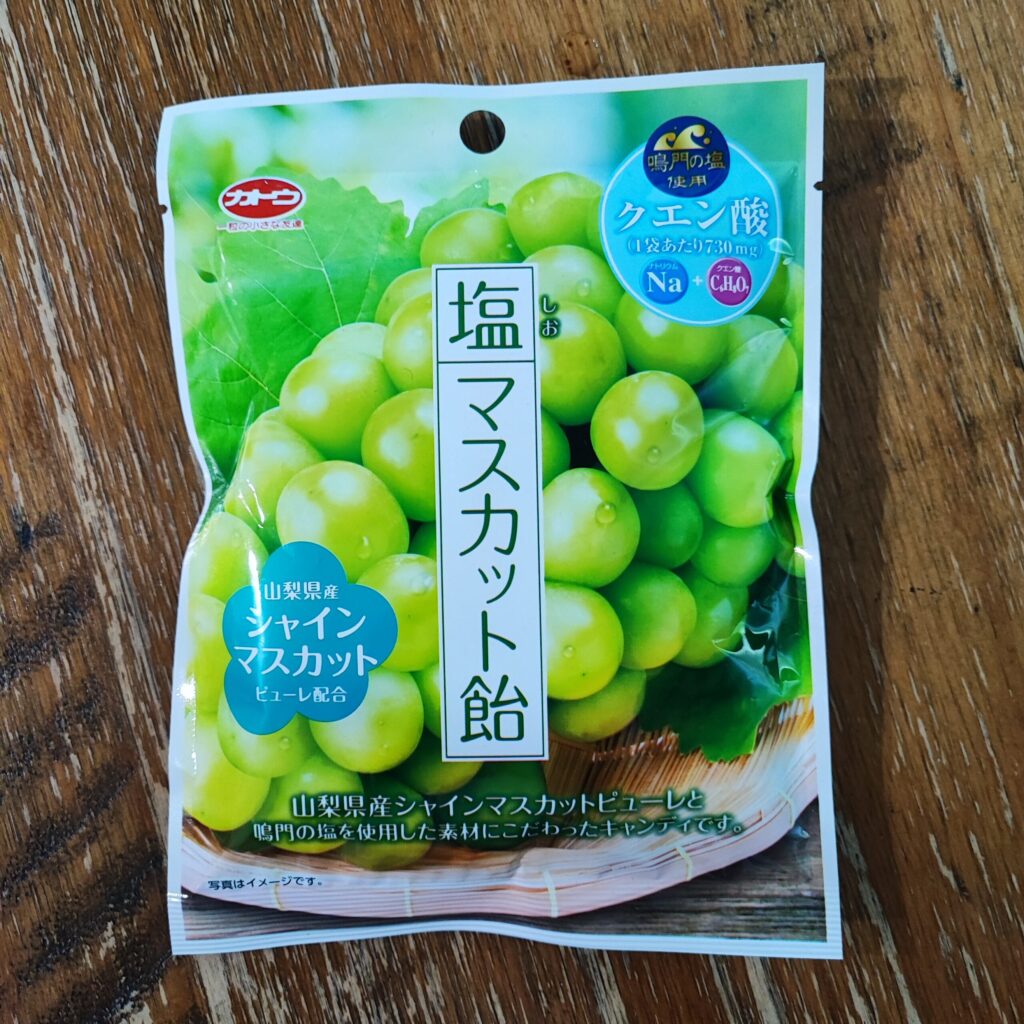 カトウ
一粒の小さな友達
鳴門の塩
使用
クエン酸
(1袋あたり730mg)
ナトリウム
Na
+
クエン酸
C₆H₈O₇
塩
しお
マスカット飴
山梨県産
シャイン
マスカット
ピューレ配合
山梨県産シャインマスカットピューレと
鳴門の塩を使用した素材にこだわったキャンディです。
写真はイメージです。